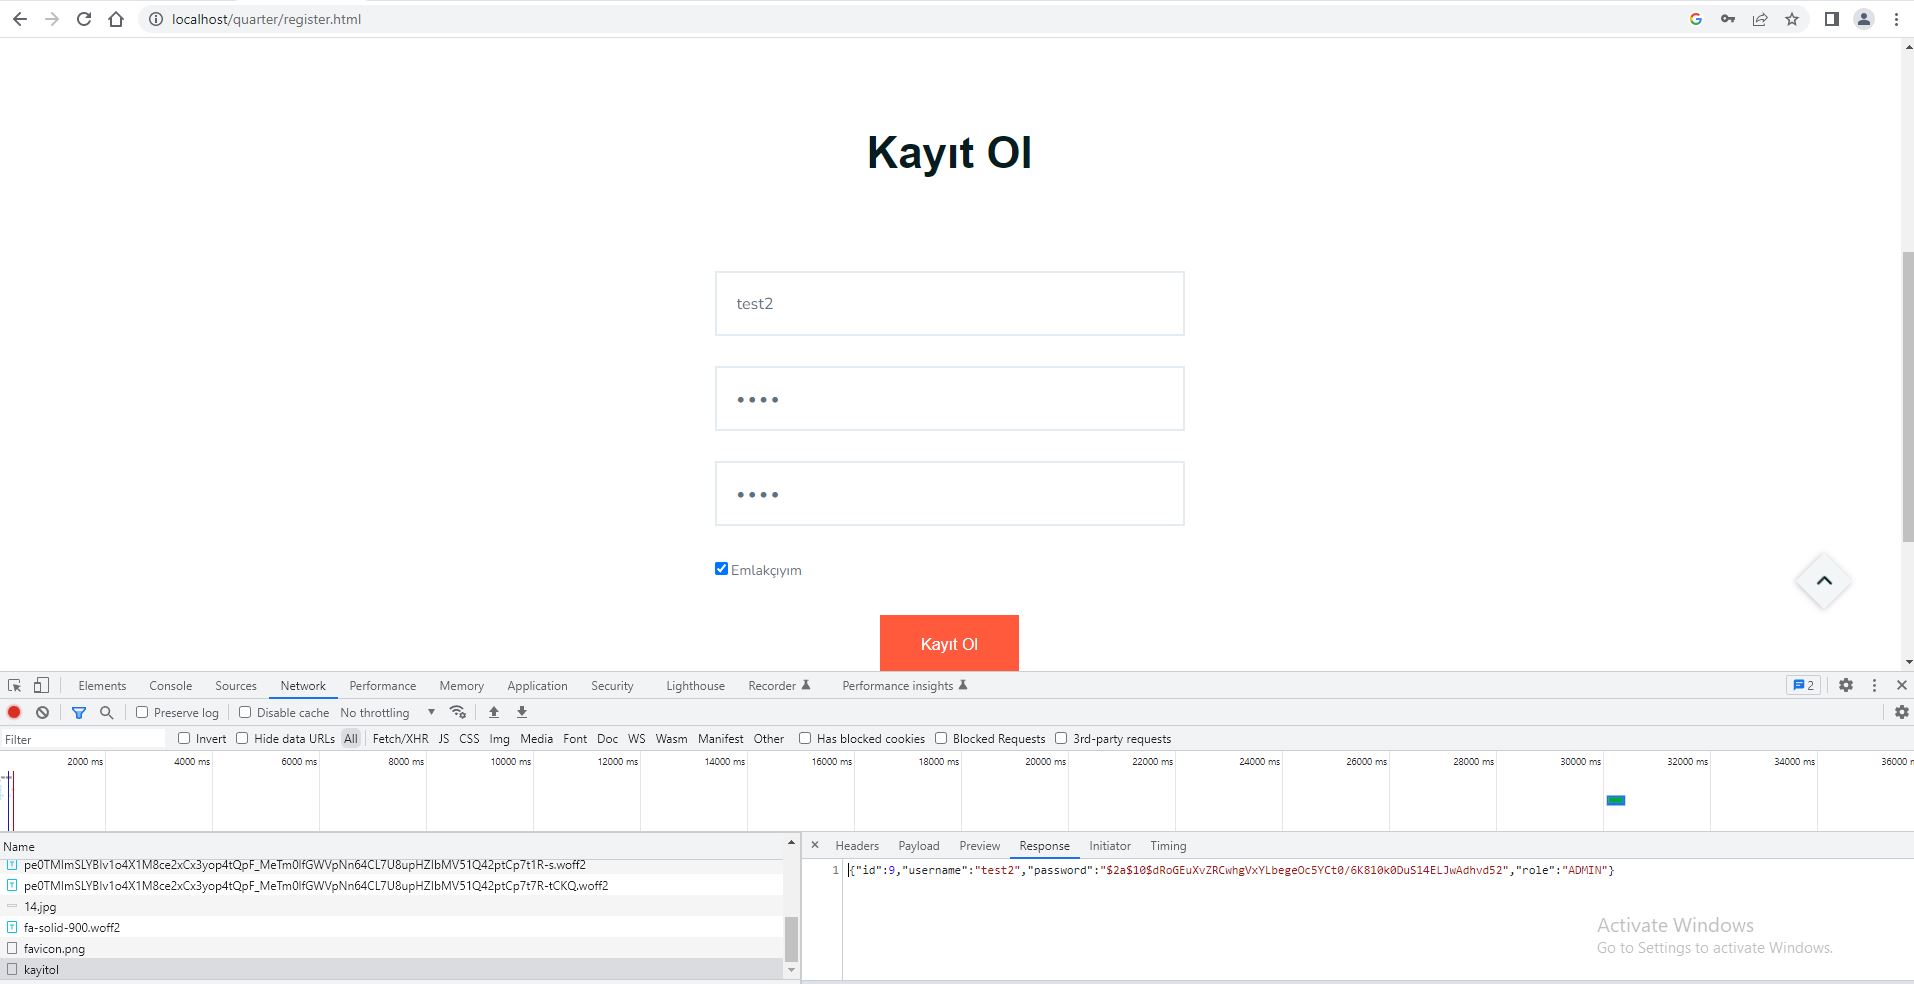 localhost/quarter/register.html
Kayıt Ol
test2
Emlakçıyım
Kayıt Ol
Elements Console Sources Network Performance Memory Application Security Lighthouse Recorder Performance insights 2
Preserve log Disable cache No throttling
Filter Invert Hide data URLs All Fetch/XHR JS CSS Img Media Font Doc WS Wasm Manifest Other Has blocked cookies Blocked Requests 3rd-party requests
2000 ms 4000 ms 6000 ms 8000 ms 10000 ms 12000 ms 14000 ms 16000 ms 18000 ms 20000 ms 22000 ms 24000 ms 26000 ms 28000 ms 30000 ms 32000 ms 34000 ms 36000
Name
fa-solid-900.woff2
14.jpg
favicon.png
kayitol
Headers Payload Preview Response Initiator Timing
1 {"id":9,"username":"test2","password":"$2a$10$dRoGEuXvZRCwhgVxYLbegeOc5YCt0/6K810k0DuS14ELJwAdhvd52","role":"ADMIN"}
Activate Windows
Go to Settings to activate Windows.